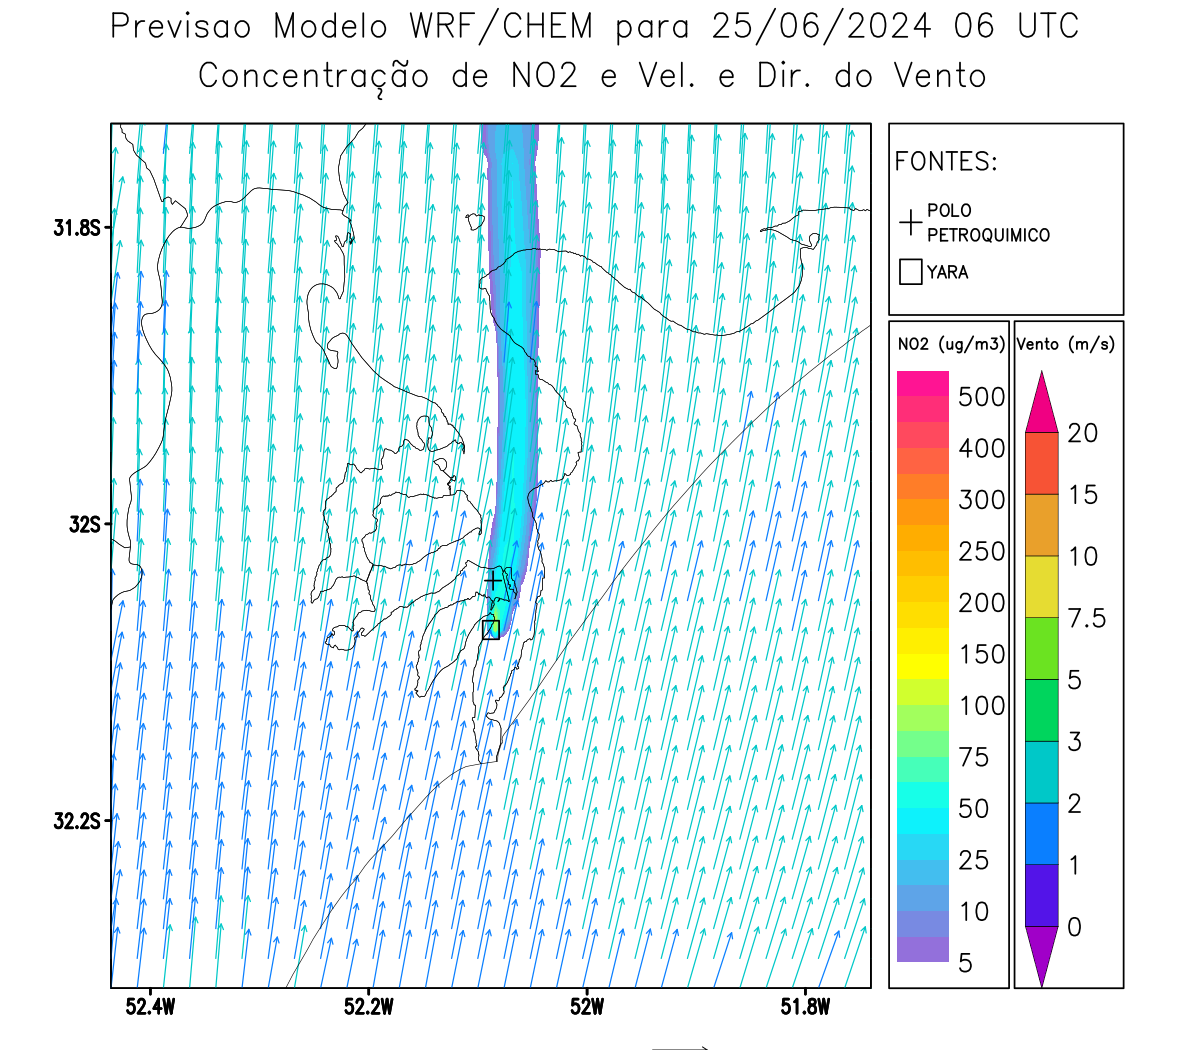 Previsao Modelo WRF/CHEM para 25/06/2024 06 UTC
Concentração de NO2 e Vel. e Dir. do Vento
FONTES:
POLO
PETROQUIMICO
YARA
NO2 (ug/m3)
500
400
300
250
200
150
100
75
50
25
10
5
Vento (m/s)
20
15
10
7.5
5
3
2
1
0
31.8S
32S
32.2S
52.4W
52.2W
52W
51.8W